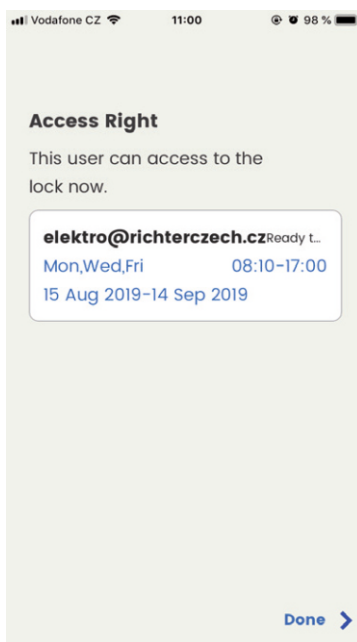 Vodafone CZ 11:00 98 %
Access Right
This user can access to the
lock now.
elektro@richterczech.cz Ready t...
Mon,Wed,Fri 08:10-17:00
15 Aug 2019-14 Sep 2019
Done